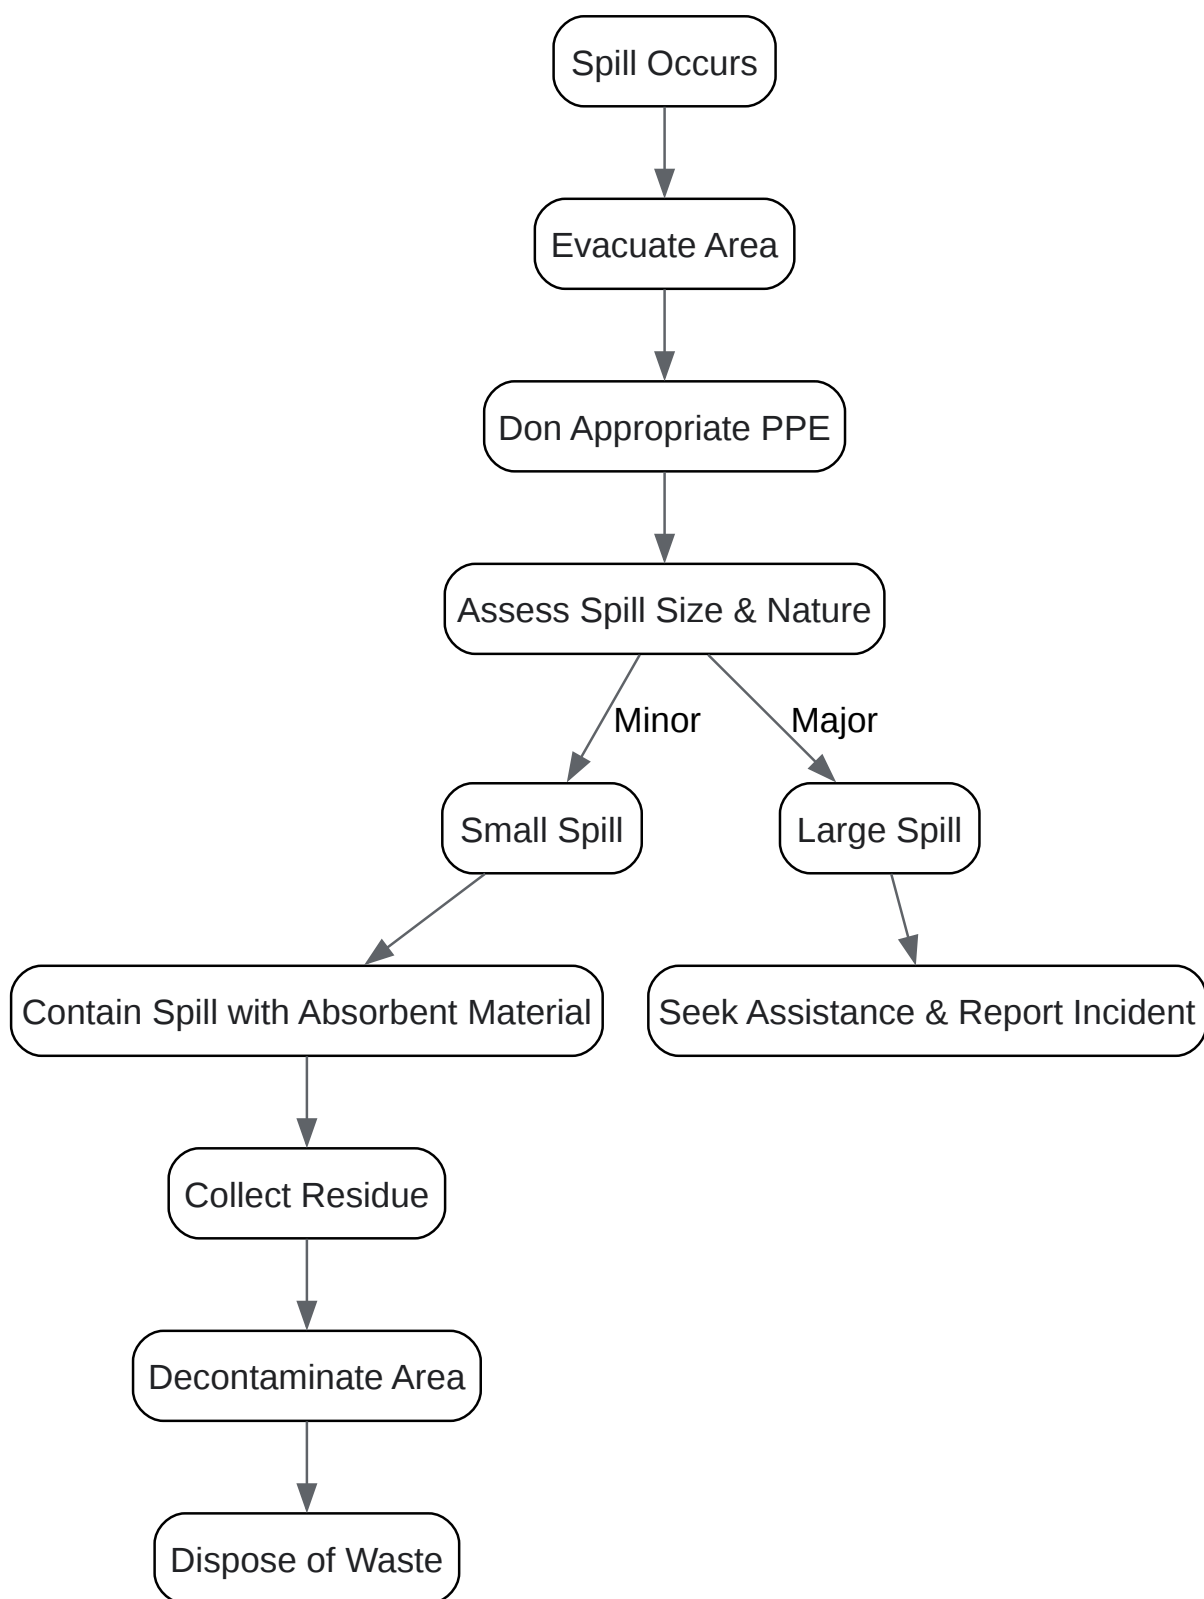 Spill Occurs
Evacuate Area
Don Appropriate PPE
Assess Spill Size & Nature
Minor
Major
Small Spill
Large Spill
Contain Spill with Absorbent Material
Seek Assistance & Report Incident
Collect Residue
Decontaminate Area
Dispose of Waste